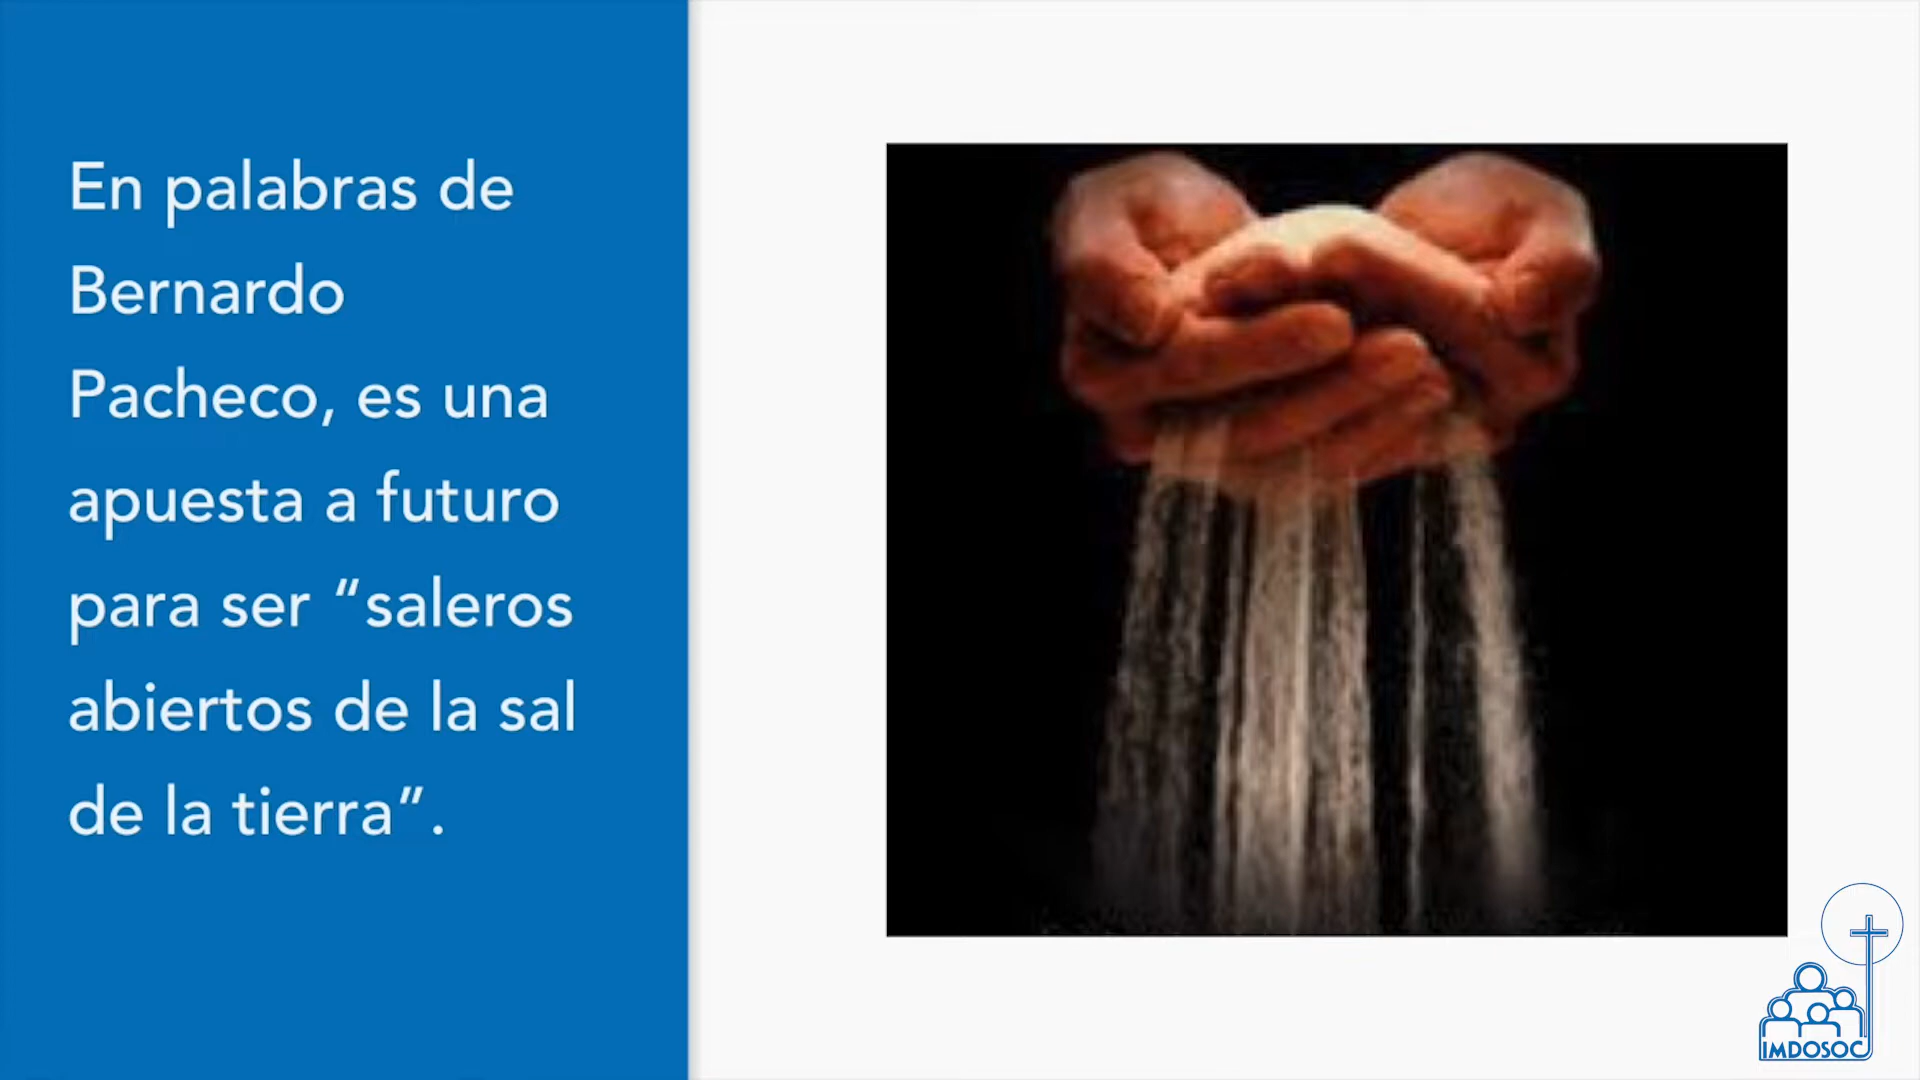 En palabras de
Bernardo
Pacheco, es una
apuesta a futuro
para ser “saleros
abiertos de la sal
de la tierra”.
IMDOSOC